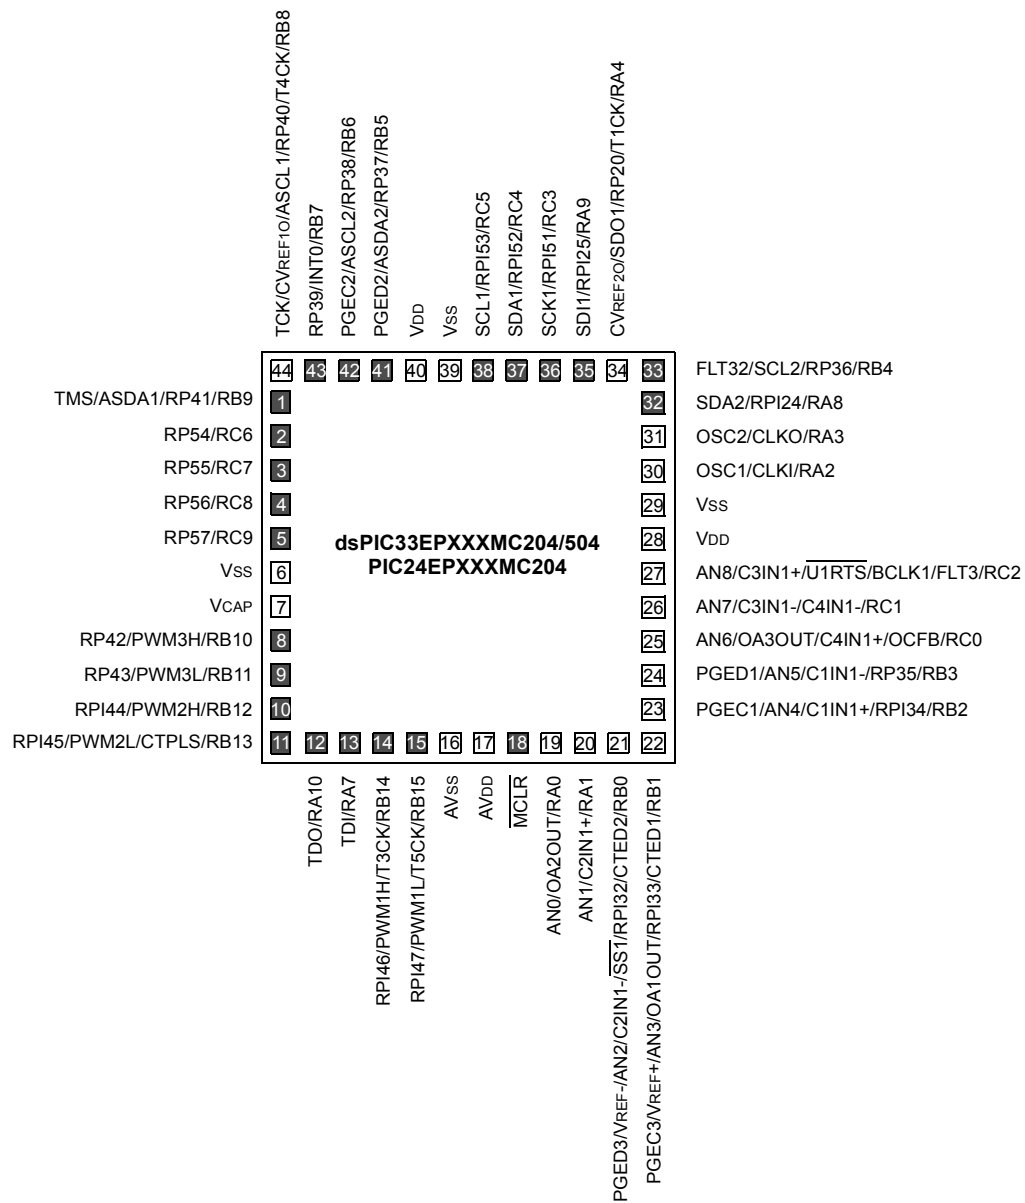 TCK/CVREF1O/ASCL1/RP40/T4CK/RB8
RP39/INT0/RB7
PGEC2/ASCL2/RP38/RB6
PGED2/ASDA2/RP37/RB5
VDD
VSS
SCL1/RPI53/RC5
SDA1/RPI52/RC4
SCK1/RPI51/RC3
SDI1/RPI25/RA9
CVREF2O/SDO1/RP20/T1CK/RA4
44 43 42 41 40 39 38 37 36 35 34 33 FLT32/SCL2/RP36/RB4
TMS/ASDA1/RP41/RB9 1 32 SDA2/RPI24/RA8
RP54/RC6 2 31 OSC2/CLKO/RA3
RP55/RC7 3 30 OSC1/CLKI/RA2
RP56/RC8 4 29 VSS
RP57/RC9 5 dsPIC33EPXXXMC204/504 28 VDD
PIC24EPXXXMC204
VSS 6 27 AN8/C3IN1+/U1RTS/BCLK1/FLT3/RC2
VCAP 7 26 AN7/C3IN1-/C4IN1-/RC1
RP42/PWM3H/RB10 8 25 AN6/OA3OUT/C4IN1+/OCFB/RC0
RP43/PWM3L/RB11 9 24 PGED1/AN5/C1IN1-/RP35/RB3
RPI44/PWM2H/RB12 10 23 PGEC1/AN4/C1IN1+/RPI34/RB2
RPI45/PWM2L/CTPLS/RB13 11 12 13 14 15 16 17 18 19 20 21 22
TDO/RA10
TDI/RA7
RPI46/PWM1H/T3CK/RB14
RPI47/PWM1L/T5CK/RB15
AVSS
AVDD
MCLR
AN0/OA2OUT/RA0
AN1/C2IN1+/RA1
PGED3/VREF-/AN2/C2IN1-/SS1/RPI32/CTED2/RB0
PGEC3/VREF+/AN3/OA1OUT/RPI33/CTED1/RB1